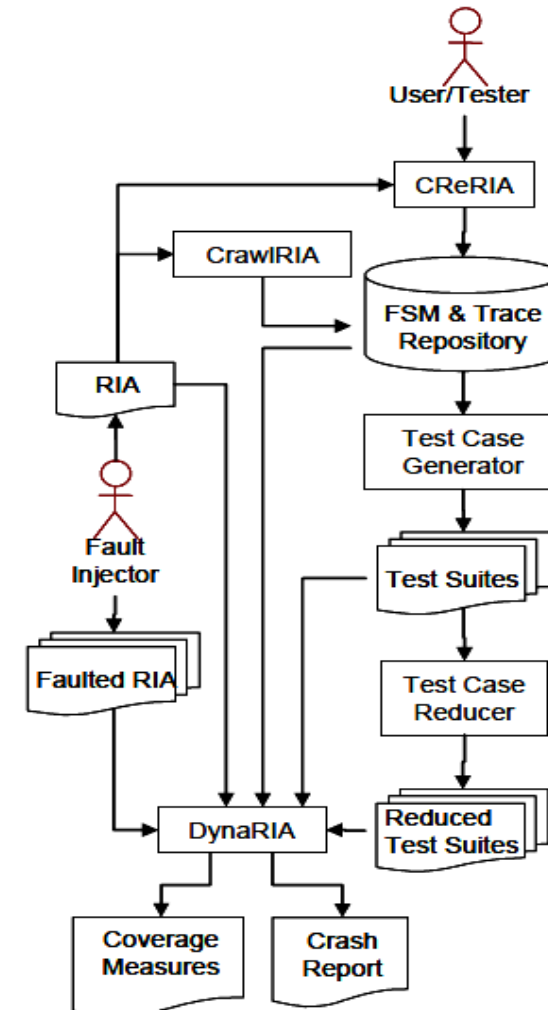 User/Tester
CReRIA
CrawlRIA
FSM & Trace
Repository
RIA
Test Case
Generator
Fault
Injector
Test Suites
Faulted RIA
Test Case
Reducer
DynaRIA
Reduced
Test Suites
Coverage
Measures
Crash
Report